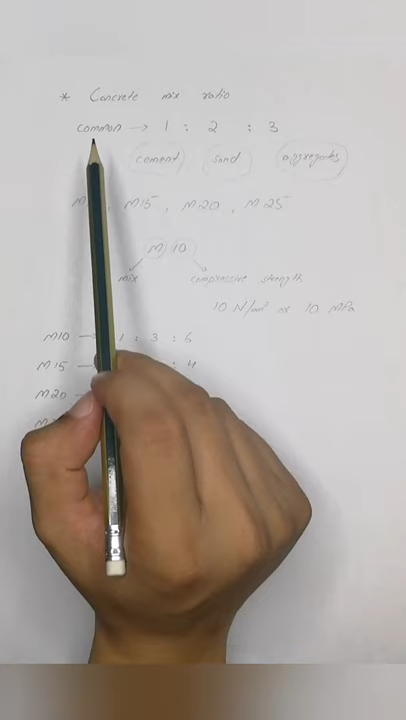 * Concrete mix ratio
common → 1 : 2 : 3
cement sand aggregates
M , M15 , M20 , M25
M 10
mix compressive strength
10 N/mm² or 10 MPa
M10 → 1 : 3 : 6
M15 → : 4
M20